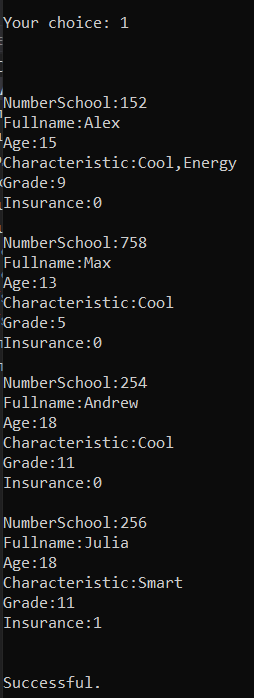 Your choice: 1
NumberSchool:152
Fullname:Alex
Age:15
Characteristic:Cool,Energy
Grade:9
Insurance:0
NumberSchool:758
Fullname:Max
Age:13
Characteristic:Cool
Grade:5
Insurance:0
NumberSchool:254
Fullname:Andrew
Age:18
Characteristic:Cool
Grade:11
Insurance:0
NumberSchool:256
Fullname:Julia
Age:18
Characteristic:Smart
Grade:11
Insurance:1
Successful.